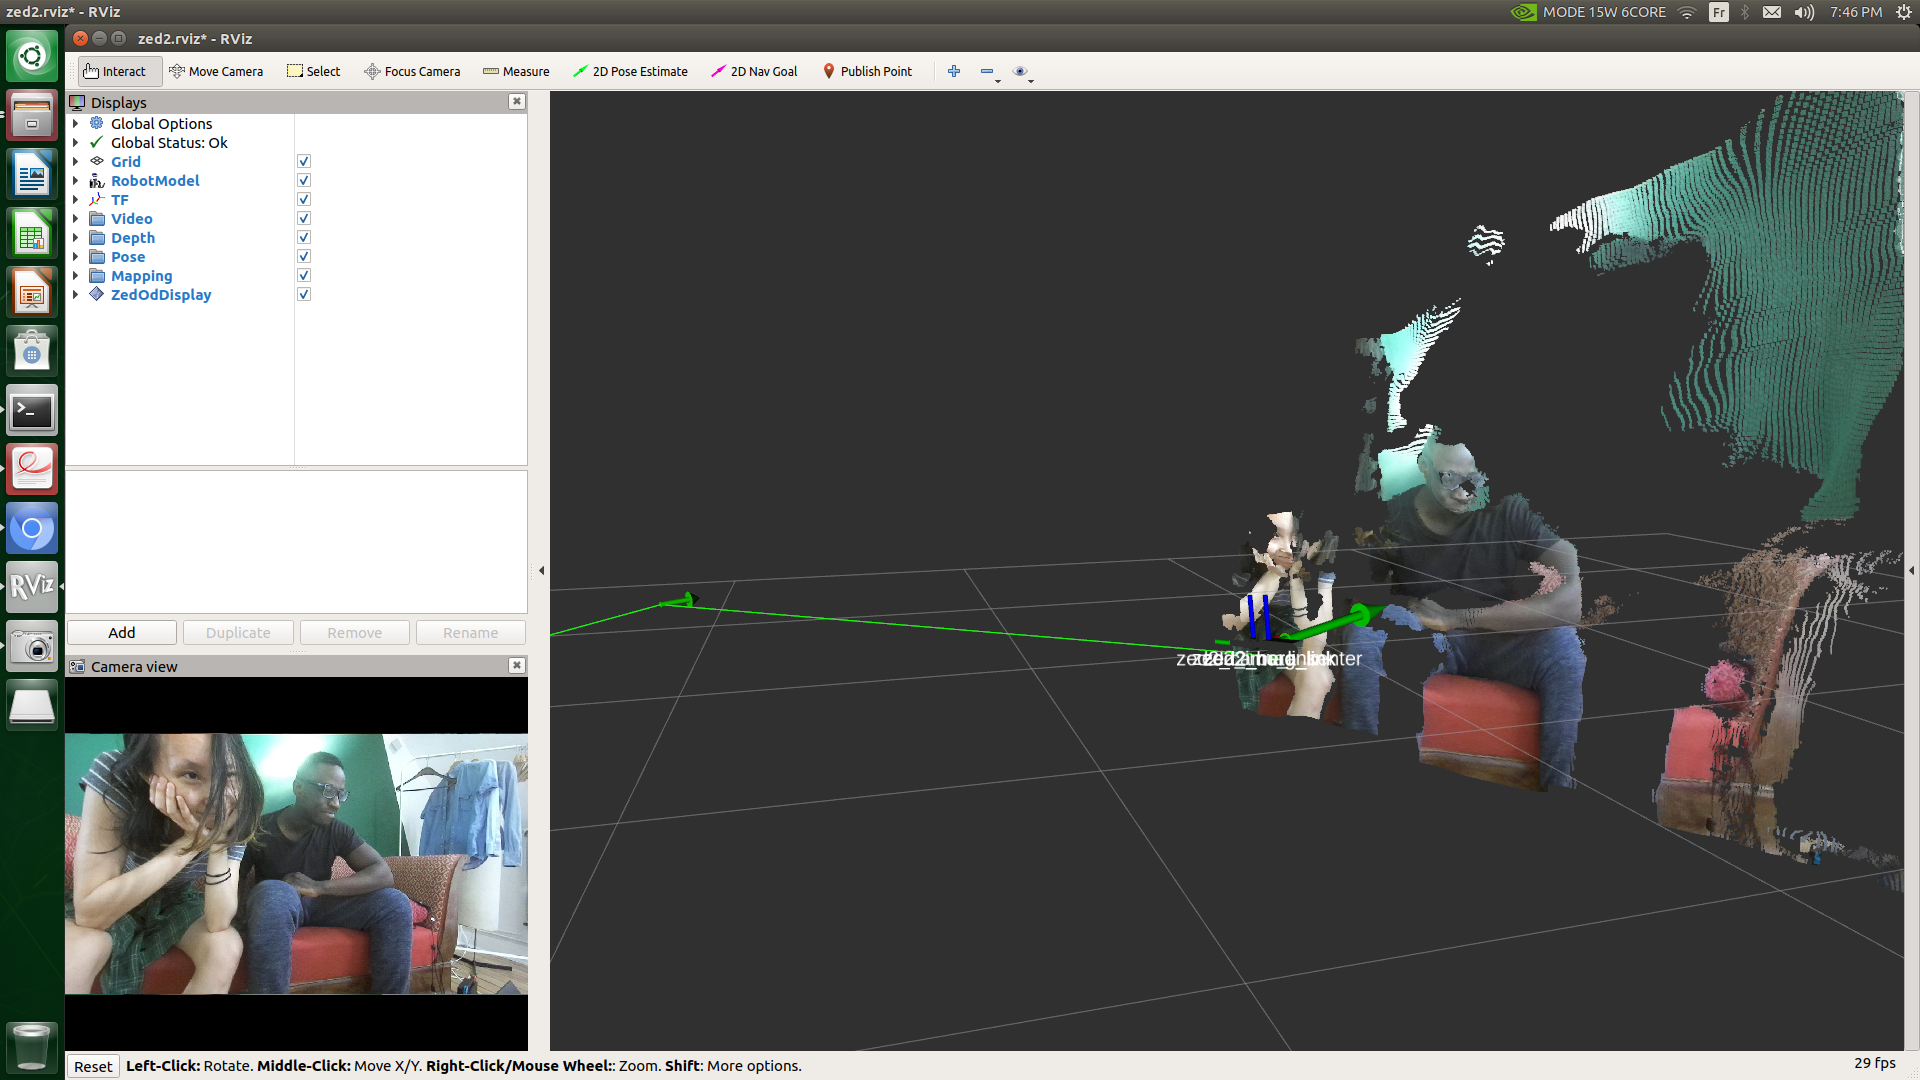 zed2.rviz* - RViz
MODE 15W 6CORE
Fr
7:46 PM
zed2.rviz* - RViz
Interact
Move Camera
Select
Focus Camera
Measure
2D Pose Estimate
2D Nav Goal
Publish Point
Displays
Global Options
Global Status: Ok
Grid
RobotModel
TF
Video
Depth
Pose
Mapping
ZedOdDisplay
RViz
Add
Duplicate
Remove
Rename
Camera view
Reset
Left-Click: Rotate. Middle-Click: Move X/Y. Right-Click/Mouse Wheel:: Zoom. Shift: More options.
29 fps